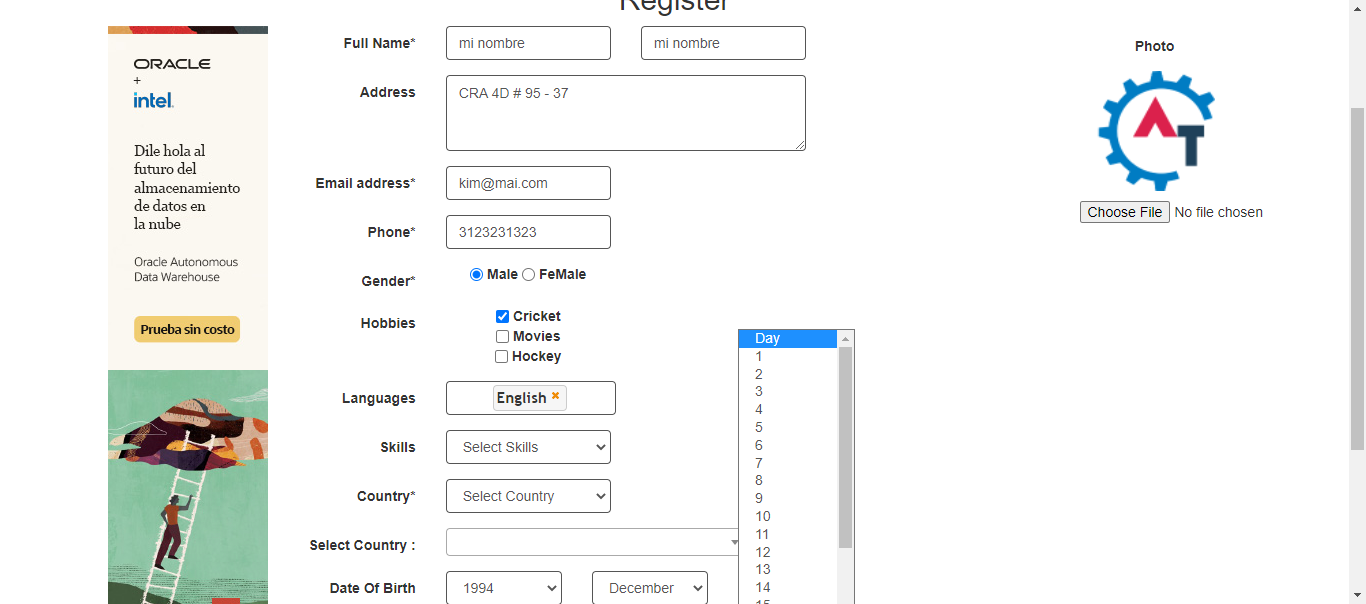 Register
ORACLE
+
intel.
Dile hola al
futuro del
almacenamiento
de datos en
la nube
Oracle Autonomous
Data Warehouse
Prueba sin costo
Full Name* mi nombre mi nombre
Address CRA 4D # 95 - 37
Email address* kim@mai.com
Phone* 3123231323
Gender* Male FeMale
Hobbies Cricket
Movies
Hockey
Languages English ×
Skills Select Skills
Country* Select Country
Select Country :
Date Of Birth 1994 December
Day
1
2
3
4
5
6
7
8
9
10
11
12
13
14
15
Photo
AT
Choose File No file chosen